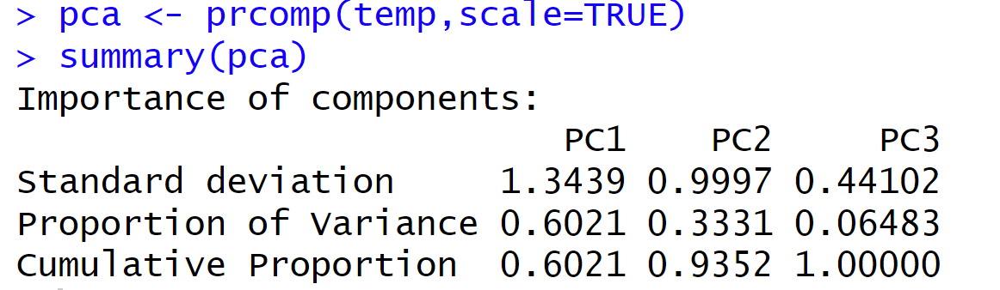 > pca <- prcomp(temp,scale=TRUE)
> summary(pca)
Importance of components:
PC1 PC2 PC3
Standard deviation 1.3439 0.9997 0.44102
Proportion of Variance 0.6021 0.3331 0.06483
Cumulative Proportion 0.6021 0.9352 1.00000